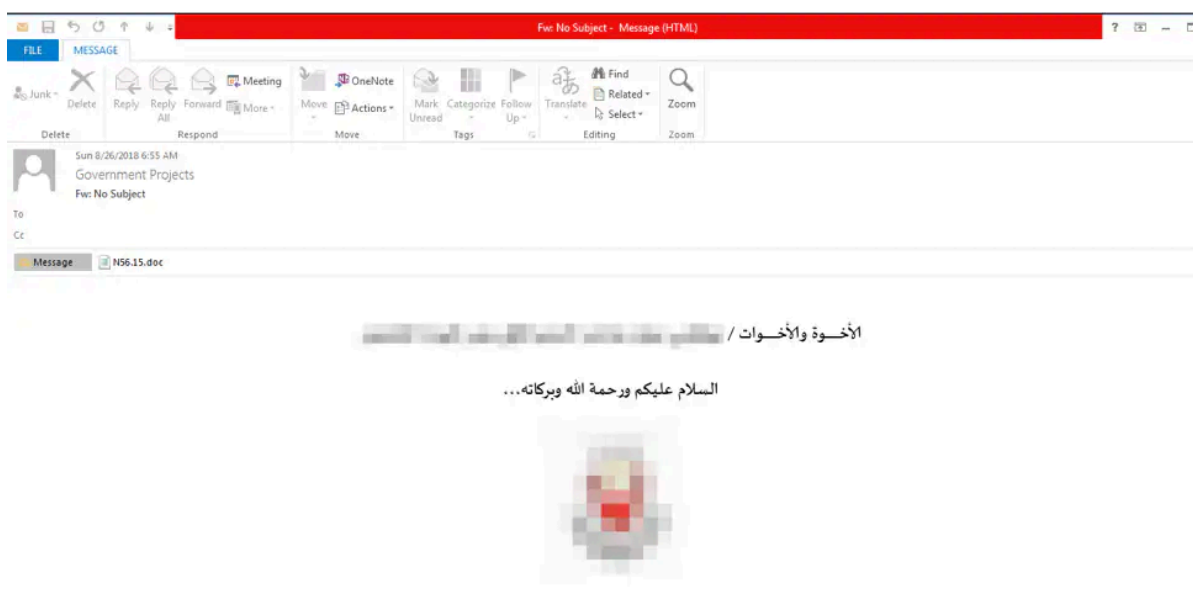 Fw: No Subject - Message (HTML)
?
FILE MESSAGE
Junk
Delete
Reply
Reply All
Forward
Meeting
More
Move
OneNote
Actions
Mark Unread
Categorize
Follow Up
Translate
Find
Related
Select
Zoom
Delete Respond Move Tags Editing Zoom
Sun 8/26/2018 6:55 AM
Government Projects
Fw: No Subject
To
Cc
Message N56.15.doc
الأخـــوة والأخـــوات /
السلام عليكم ورحمة الله وبركاته...